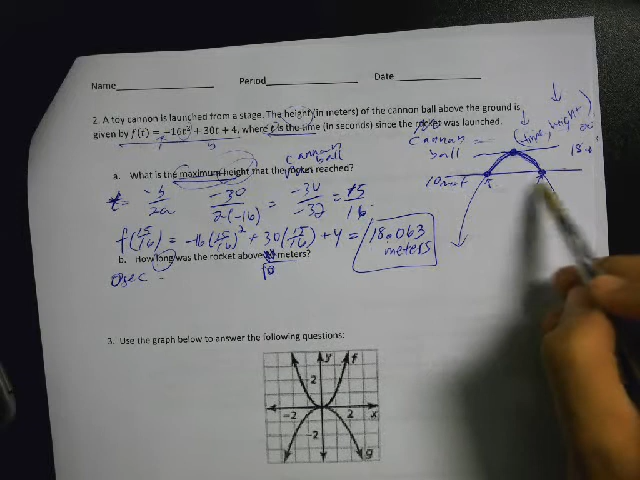 Name Period Date
2. A toy cannon is launched from a stage. The height (in meters) of the cannon ball above the ground is
given by f(t) = −16t² + 30t + 4, where t is the time (in seconds) since the rocket was launched.
cannon ball
(time, height)
10 meters
cannon
ball
a. What is the maximum height that the rocket reached?
t = -b/2a -30/2(-16) = -30/-32 = 15/16
f(15/16) = -16(15/16)² + 30(15/16) + 4 = 18.063
meters
b. How long was the rocket above meters?
0sec -
3. Use the graph below to answer the following questions:
y f
2
-2 2 x
-2
g